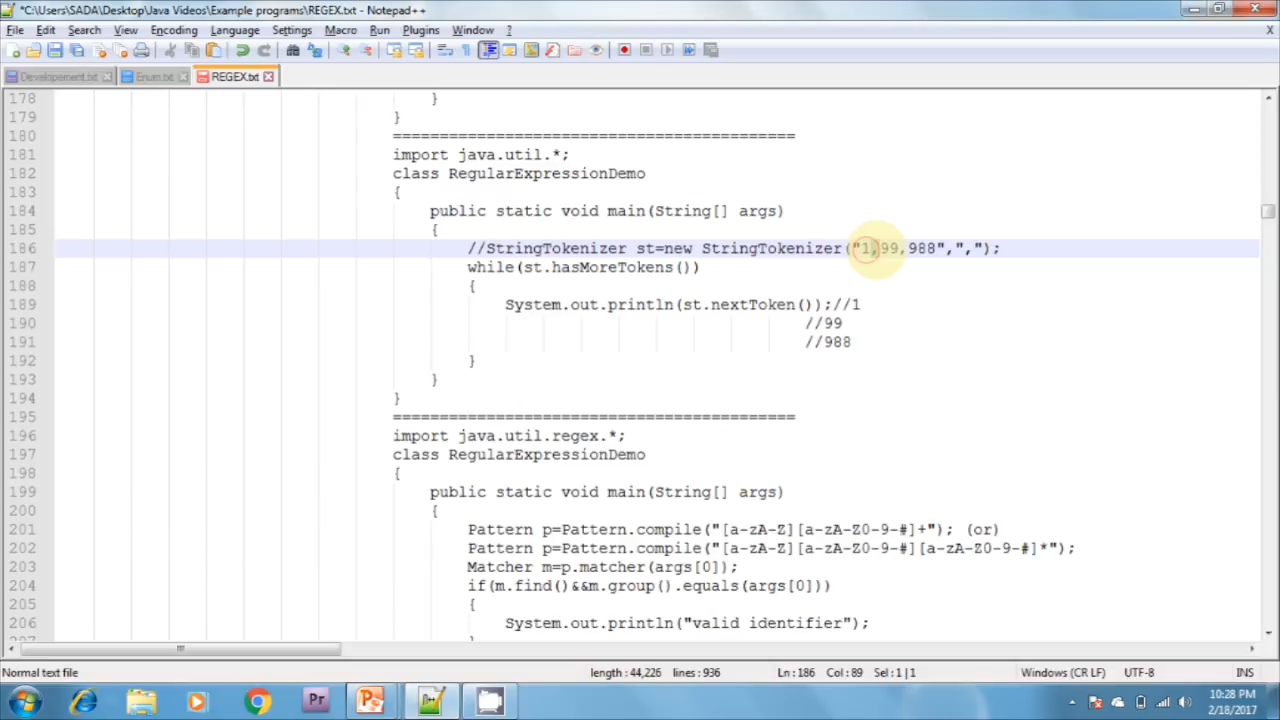 *C:\Users\SADA\Desktop\Java Videos\Example programs\REGEX.txt - Notepad++
File Edit Search View Encoding Language Settings Macro Run Plugins Window ? X
Developement.txt Enum.txt REGEX.txt
178 }
179 }
180 ===========================================
181 import java.util.*;
182 class RegularExpressionDemo
183 {
184 public static void main(String[] args)
185 {
186 //StringTokenizer st=new StringTokenizer("1,99,988",",");
187 while(st.hasMoreTokens())
188 {
189 System.out.println(st.nextToken());//1
190 //99
191 //988
192 }
193 }
194 }
195 ===========================================
196 import java.util.regex.*;
197 class RegularExpressionDemo
198 {
199 public static void main(String[] args)
200 {
201 Pattern p=Pattern.compile("[a-zA-Z][a-zA-Z0-9-#]+"); (or)
202 Pattern p=Pattern.compile("[a-zA-Z][a-zA-Z0-9-#][a-zA-Z0-9-#]*");
203 Matcher m=p.matcher(args[0]);
204 if(m.find()&&m.group().equals(args[0]))
205 {
206 System.out.println("valid identifier");
Normal text file length : 44,226 lines : 936 Ln : 186 Col : 89 Sel : 1 | 1 Windows (CR LF) UTF-8 INS
Pr
10:28 PM
2/18/2017